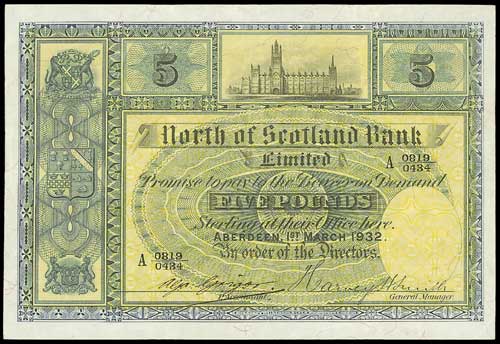 5 5
North of Scotland Bank
Limited
A 0819/0434
Promise to pay to the Bearer on Demand
FIVE POUNDS
Sterling at their Office here.
ABERDEEN, 1ST MARCH 1932.
A 0819/0434
By order of the Directors.
Accountant. General Manager.